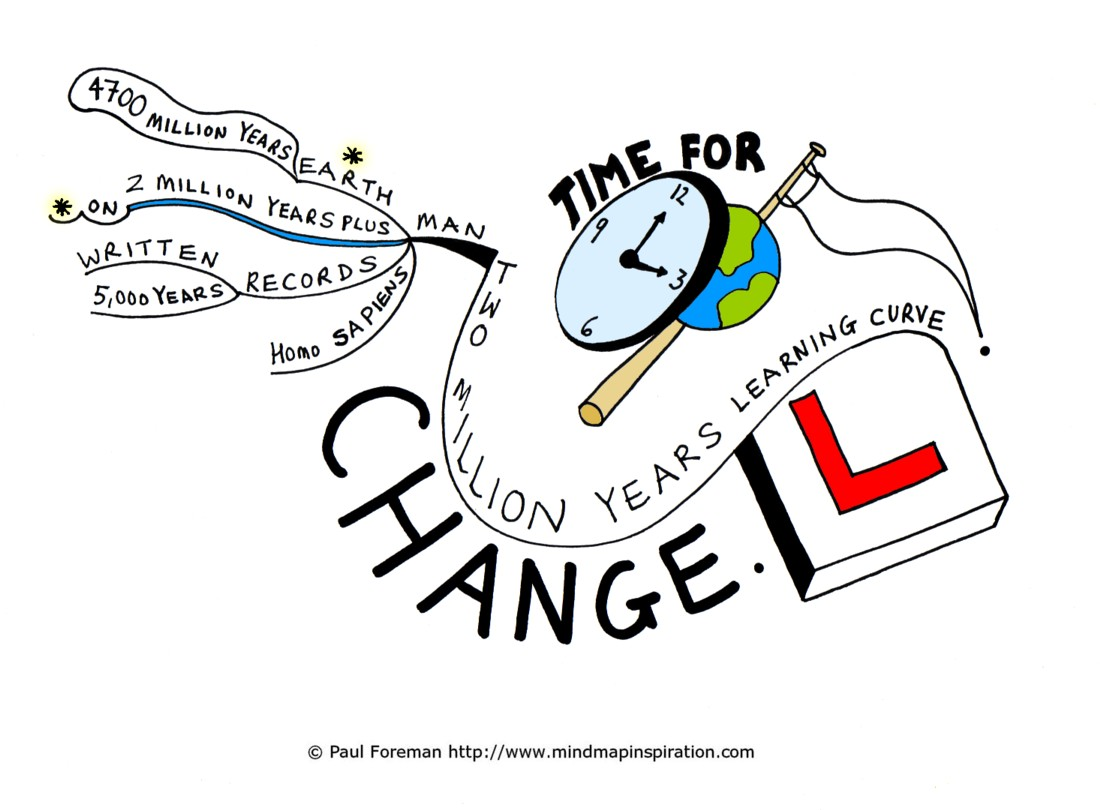 TIME FOR
CHANGE.
12
3
6
9
4700
MILLION YEARS
EARTH *
2 MILLION YEARS PLUS
* ON
MAN
WRITTEN
RECORDS
5,000 YEARS
Homo SAPIENS
TWO MILLION YEARS LEARNING CURVE
L
© Paul Foreman http://www.mindmapinspiration.com